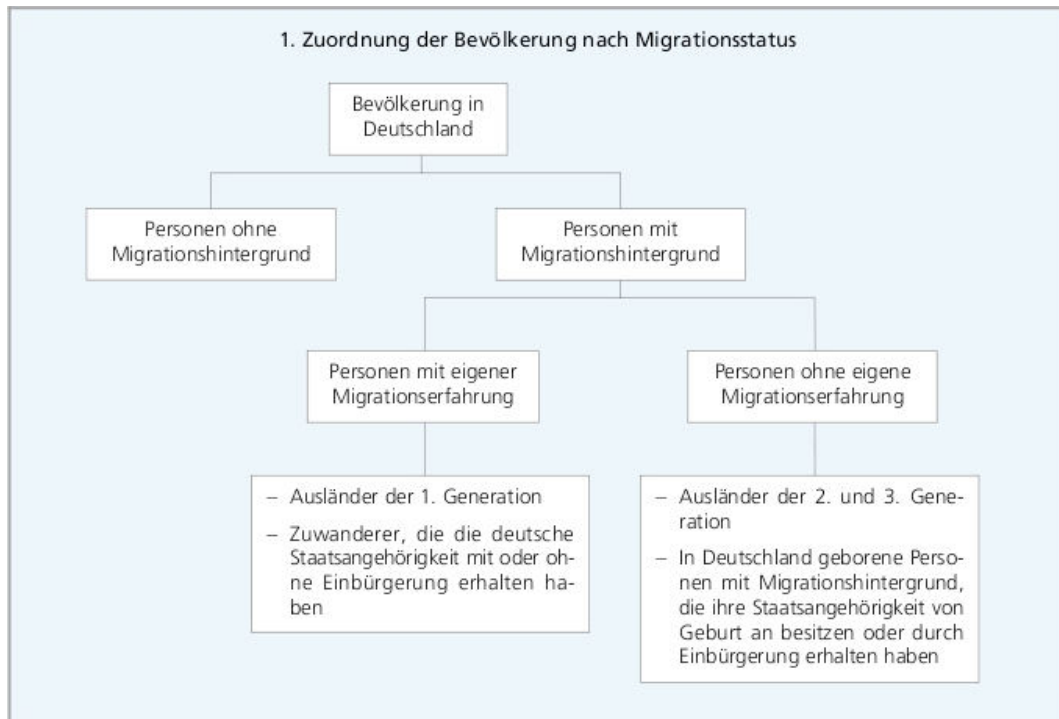 1. Zuordnung der Bevölkerung nach Migrationsstatus
Bevölkerung in
Deutschland
Personen ohne
Migrationshintergrund
Personen mit
Migrationshintergrund
Personen mit eigener
Migrationserfahrung
Personen ohne eigene
Migrationserfahrung
– Ausländer der 1. Generation
– Zuwanderer, die die deutsche
Staatsangehörigkeit mit oder oh-
ne Einbürgerung erhalten ha-
ben
– Ausländer der 2. und 3. Gene-
ration
– In Deutschland geborene Perso-
nen mit Migrationshintergrund,
die ihre Staatsangehörigkeit von
Geburt an besitzen oder durch
Einbürgerung erhalten haben